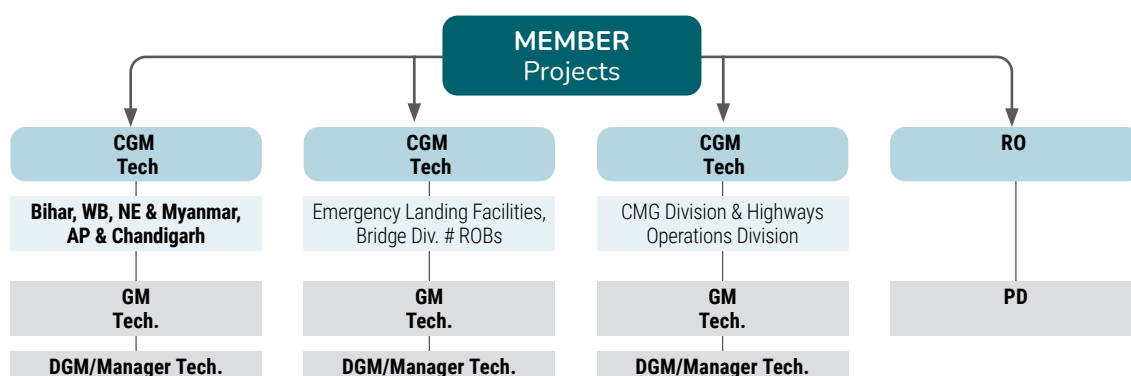 MEMBER
Projects
CGM
Tech
CGM
Tech
CGM
Tech
RO
Bihar, WB, NE & Myanmar,
AP & Chandigarh
Emergency Landing Facilities,
Bridge Div. # ROBs
CMG Division & Highways
Operations Division
GM
Tech.
GM
Tech.
GM
Tech.
PD
DGM/Manager Tech.
DGM/Manager Tech.
DGM/Manager Tech.